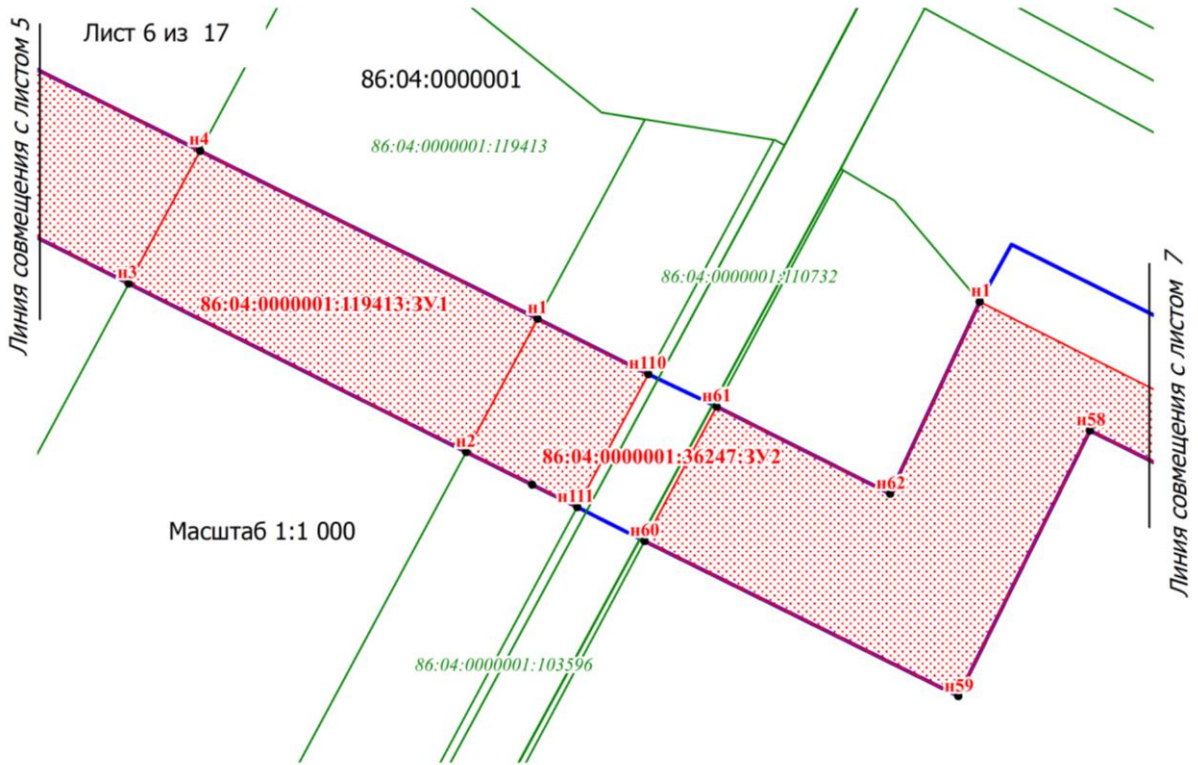 Лист 6 из 17
Линия совмещения с листом 5
86:04:0000001
н4
86:04:0000001:119413
н3
86:04:0000001:119413:ЗУ1
86:04:0000001:110732
н1
н1
Линия совмещения с листом 7
н110
н61
н58
н2
86:04:0000001:36247:ЗУ2
н62
н111
Масштаб 1:1 000
н60
86:04:0000001:103596
н59